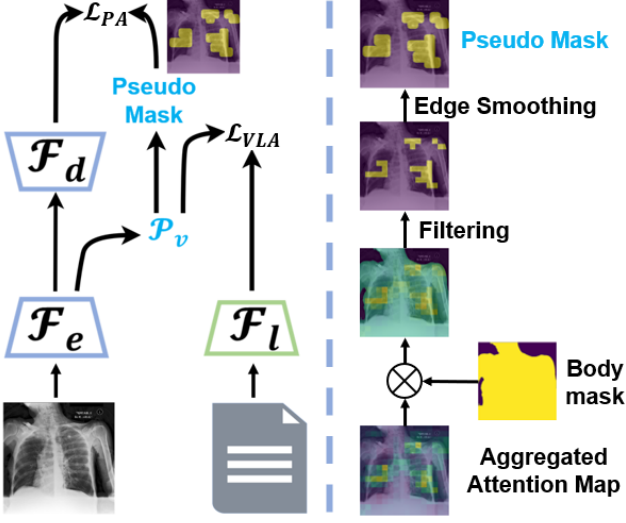 ℒ_PA
Pseudo
Mask
ℒ_VLA
ℱ_d
𝒫_v
ℱ_e
ℱ_l
Pseudo Mask
Edge Smoothing
Filtering
Body
mask
Aggregated
Attention Map